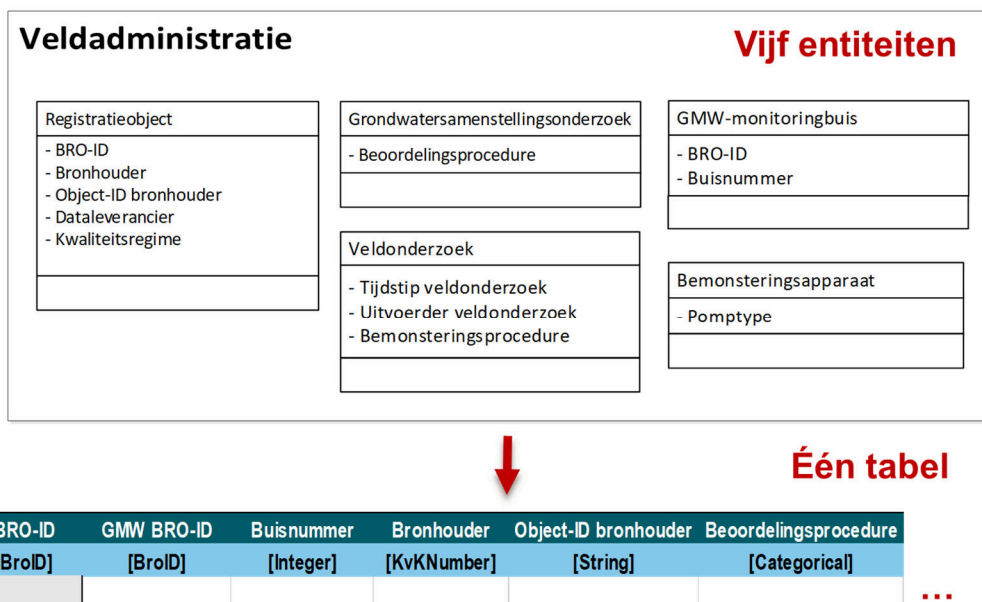 Veldadministratie
Vijf entiteiten
Registratieobject
- BRO-ID
- Bronhouder
- Object-ID bronhouder
- Dataleverancier
- Kwaliteitsregime
Grondwatersamenstellingsonderzoek
- Beoordelingsprocedure
GMW-monitoringbuis
- BRO-ID
- Buisnummer
Veldonderzoek
- Tijdstip veldonderzoek
- Uitvoerder veldonderzoek
- Bemonsteringsprocedure
Bemonsteringsapparaat
- Pomptype
Één tabel
BRO-ID GMW BRO-ID Buisnummer Bronhouder Object-ID bronhouder Beoordelingsprocedure
BroID] [BroID] [Integer] [KvKNumber] [String] [Categorical]
...